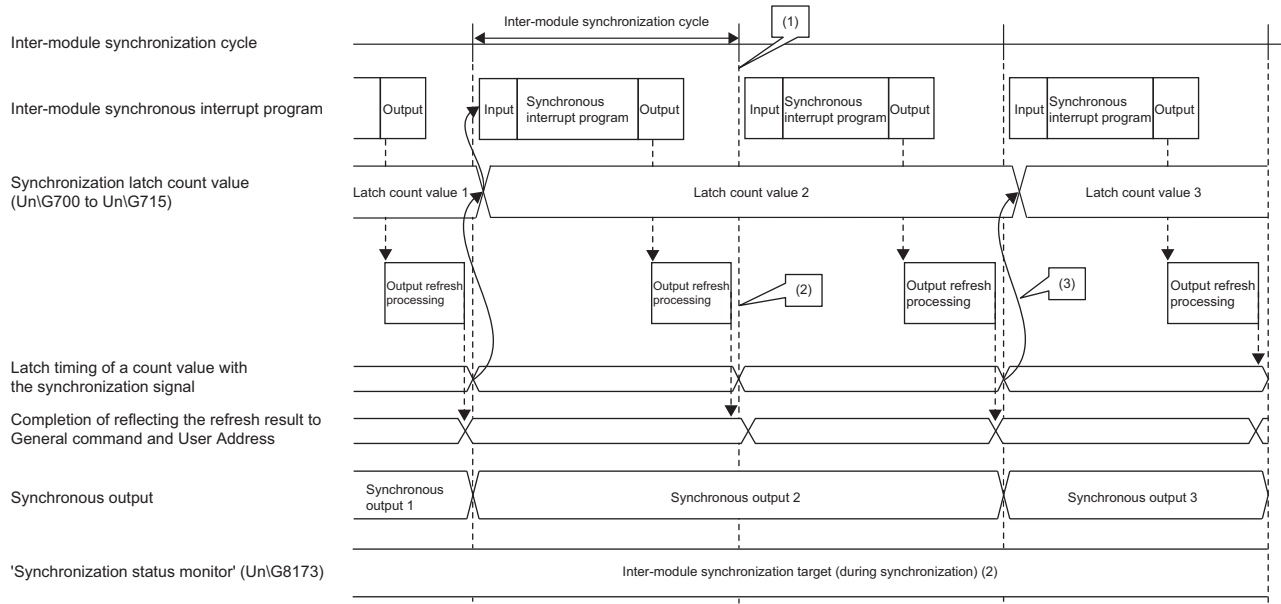 Inter-module synchronization cycle
(1)
Inter-module synchronization cycle
Inter-module synchronous interrupt program
Output
Input
Synchronous
interrupt program
Output
Input
Synchronous
interrupt program
Output
Input
Synchronous
interrupt program
Output
Synchronization latch count value
(Un\G700 to Un\G715)
Latch count value 1
Latch count value 2
Latch count value 3
Output refresh
processing
Output refresh
processing
(2)
Output refresh
processing
(3)
Output refresh
processing
Latch timing of a count value with
the synchronization signal
Completion of reflecting the refresh result to
General command and User Address
Synchronous output
Synchronous
output 1
Synchronous output 2
Synchronous output 3
'Synchronization status monitor' (Un\G8173)
Inter-module synchronization target (during synchronization) (2)